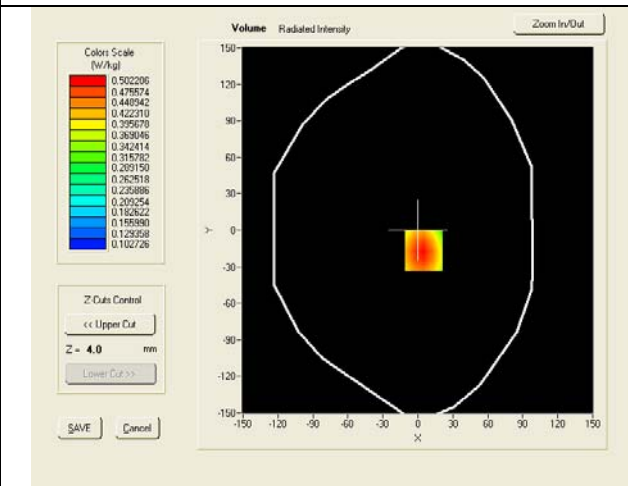 Volume Radiated Intensity
Zoom In/Out
Colors Scale
(W/kg)
0.502206
0.475574
0.448942
0.422310
0.395678
0.369046
0.342414
0.315782
0.289150
0.262518
0.235886
0.209254
0.182622
0.155990
0.129358
0.102726
Z-Cuts Control
<< Upper Cut
Z = 4.0 mm
Lower Cut >>
SAVE Cancel
150
120
90
60
30
0
-30
-60
-90
-120
-150
Y
-150 -120 -90 -60 -30 0 30 60 90 120 150
X